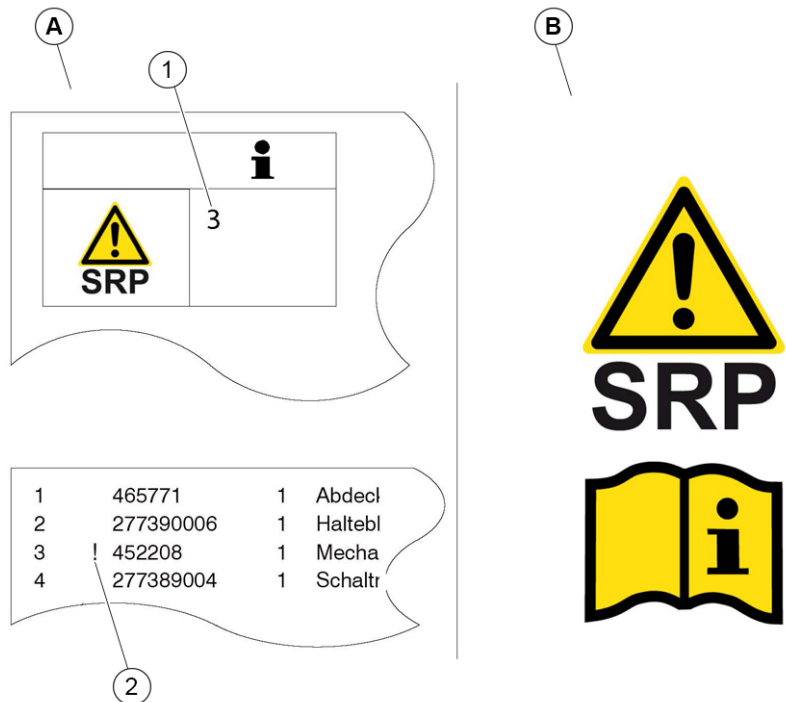 A
B
1
i
3
! SRP
1 465771 1 Abdeck
2 277390006 1 Haltebl
3 ! 452208 1 Mecha
4 277389004 1 Schaltr
2
!
SRP
i